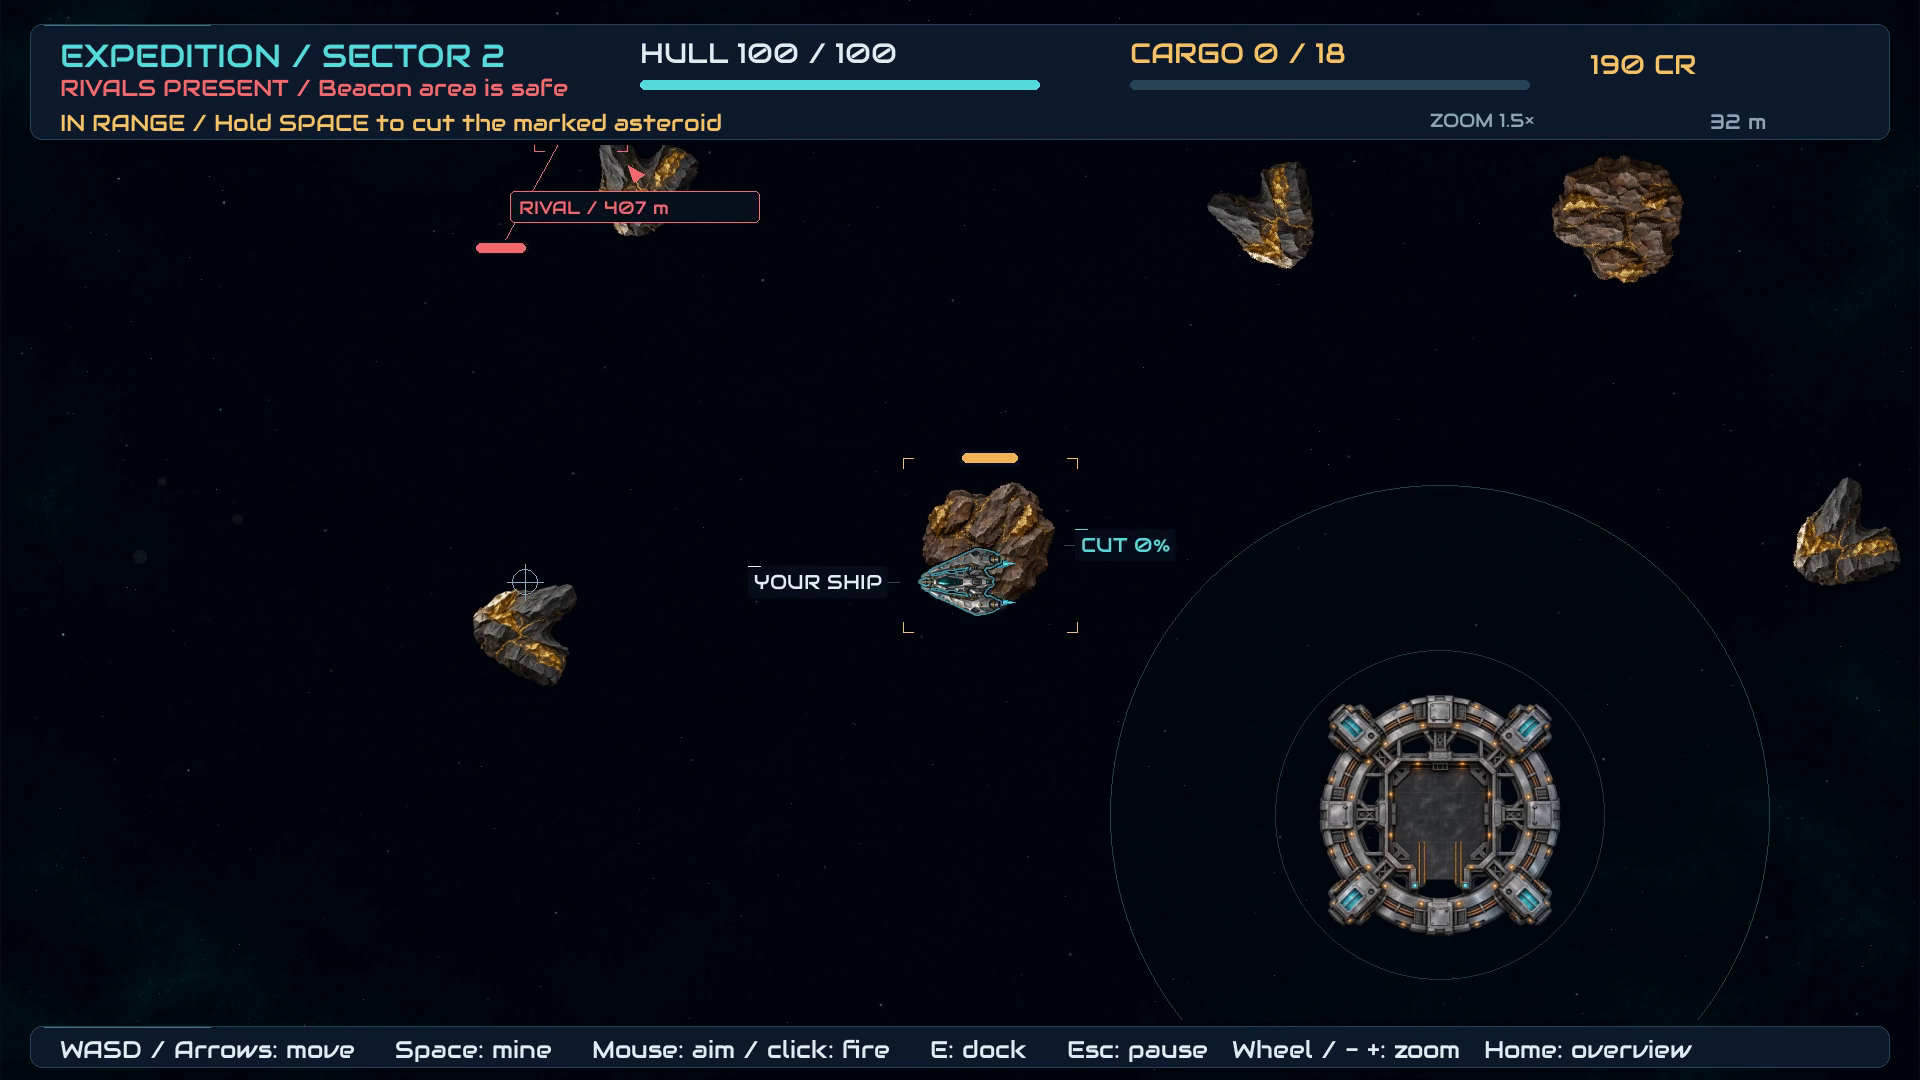 EXPEDITION / SECTOR 2
HULL 100 / 100
CARGO 0 / 18
190 CR
RIVALS PRESENT / Beacon area is safe
IN RANGE / Hold SPACE to cut the marked asteroid
ZOOM 1.5×
32 m
RIVAL / 407 m
CUT 0%
YOUR SHIP
WASD / Arrows: move Space: mine Mouse: aim / click: fire E: dock Esc: pause Wheel / - +: zoom Home: overview